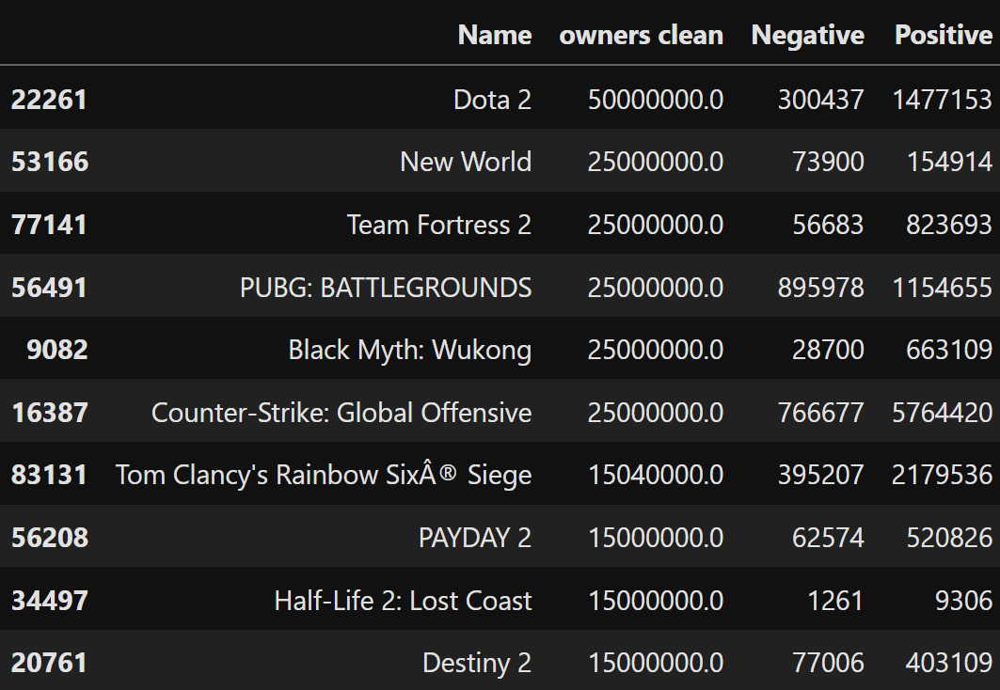 Name owners clean Negative Positive
22261 Dota 2 50000000.0 300437 1477153
53166 New World 25000000.0 73900 154914
77141 Team Fortress 2 25000000.0 56683 823693
56491 PUBG: BATTLEGROUNDS 25000000.0 895978 1154655
9082 Black Myth: Wukong 25000000.0 28700 663109
16387 Counter-Strike: Global Offensive 25000000.0 766677 5764420
83131 Tom Clancy's Rainbow SixÂ® Siege 15040000.0 395207 2179536
56208 PAYDAY 2 15000000.0 62574 520826
34497 Half-Life 2: Lost Coast 15000000.0 1261 9306
20761 Destiny 2 15000000.0 77006 403109